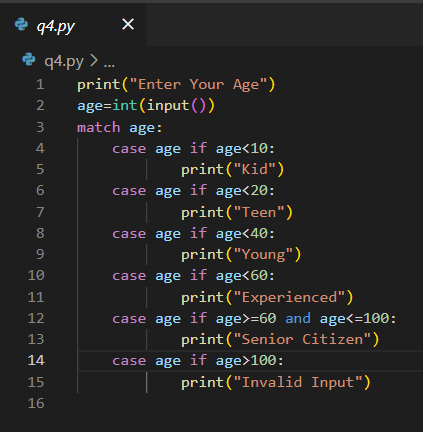 q4.py ×
q4.py > ...
1 print("Enter Your Age")
2 age=int(input())
3 match age:
4     case age if age<10:
5             print("Kid")
6     case age if age<20:
7             print("Teen")
8     case age if age<40:
9             print("Young")
10     case age if age<60:
11             print("Experienced")
12     case age if age>=60 and age<=100:
13             print("Senior Citizen")
14     case age if age>100:
15             print("Invalid Input")
16